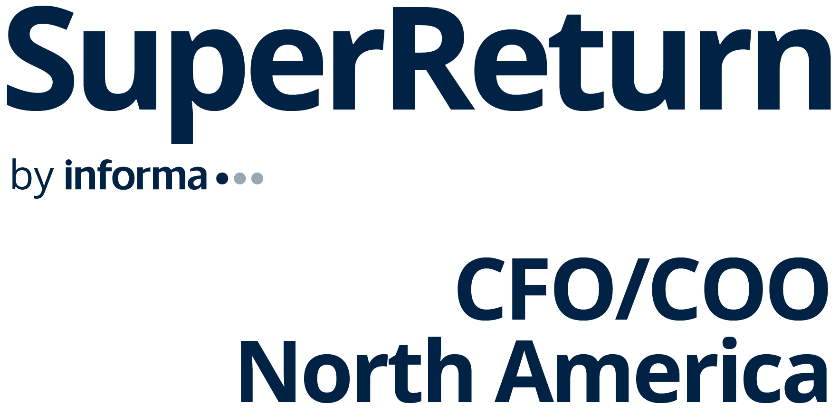 SuperReturn
by informa
CFO/COO
North America